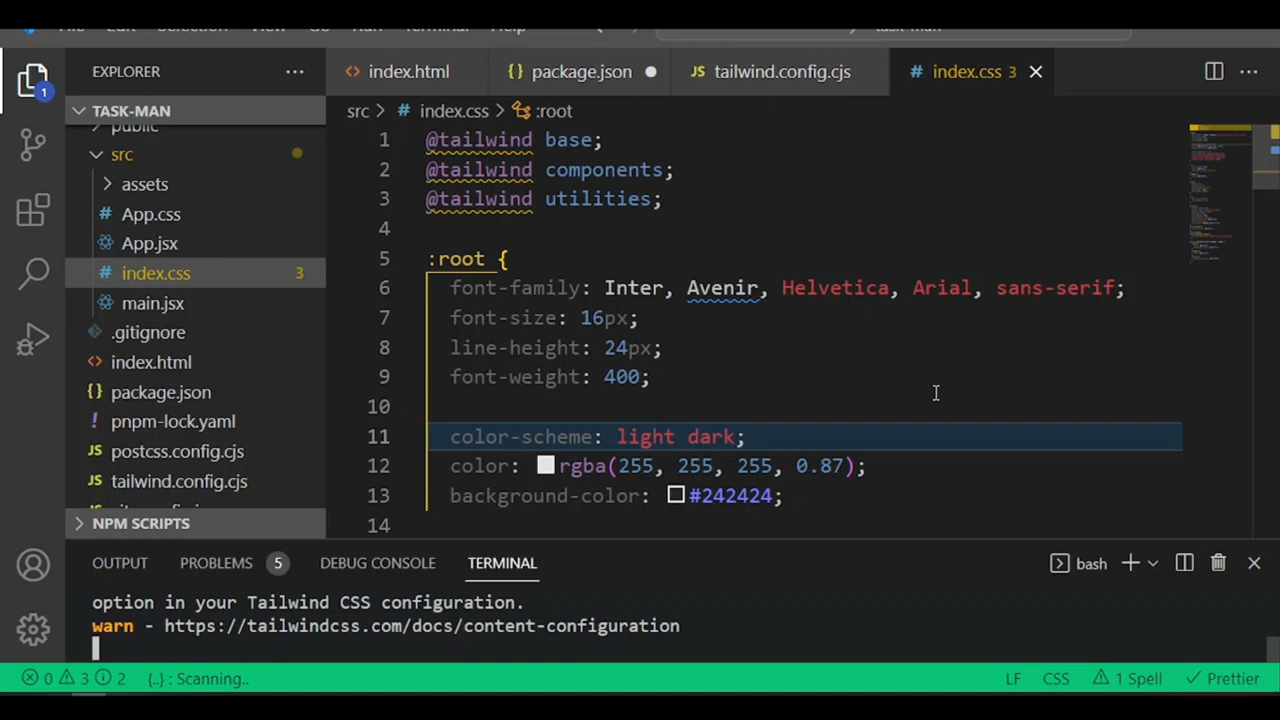 EXPLORER
index.html
package.json
tailwind.config.cjs
index.css 3
1
TASK-MAN
src > index.css > :root
public
src
assets
App.css
App.jsx
index.css 3
main.jsx
.gitignore
index.html
package.json
pnpm-lock.yaml
postcss.config.cjs
tailwind.config.cjs
NPM SCRIPTS
1 @tailwind base;
2 @tailwind components;
3 @tailwind utilities;
4
5 :root {
6 font-family: Inter, Avenir, Helvetica, Arial, sans-serif;
7 font-size: 16px;
8 line-height: 24px;
9 font-weight: 400;
10
11 color-scheme: light dark;
12 color: rgba(255, 255, 255, 0.87);
13 background-color: #242424;
14
OUTPUT PROBLEMS 5 DEBUG CONSOLE TERMINAL bash
option in your Tailwind CSS configuration.
warn - https://tailwindcss.com/docs/content-configuration
0 3 2 {..} : Scanning.. LF CSS 1 Spell Prettier